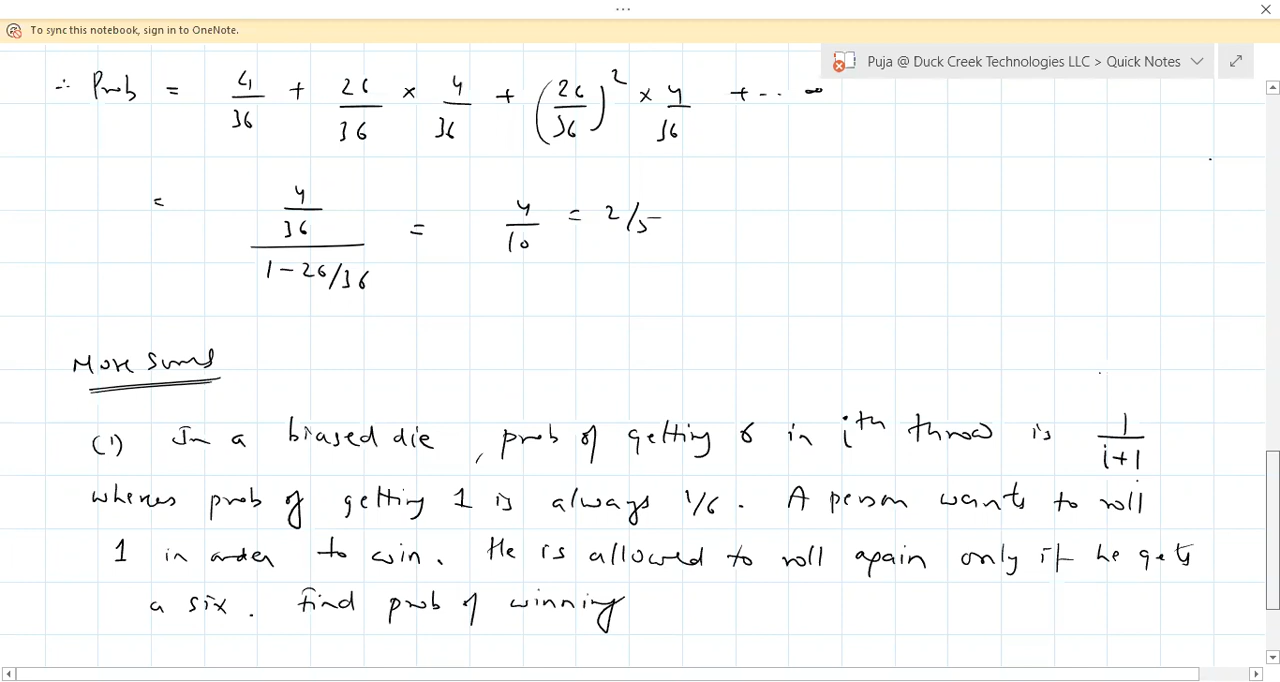 To sync this notebook, sign in to OneNote.
Puja @ Duck Creek Technologies LLC > Quick Notes
∴ Prob = 4/36 + 26/36 × 4/36 + (26/36)² × 4/36 + -- ∞
= (4/36)/(1 - 26/36) = 4/10 = 2/5
More Sums
(1) In a biased die, prob of getting 6 in iᵗʰ throw is 1/(i+1)
wheres prob of getting 1 is always 1/6. A person wants to roll
1 in order to win. He is allowed to roll again only if he gets
a six. Find prob of winning